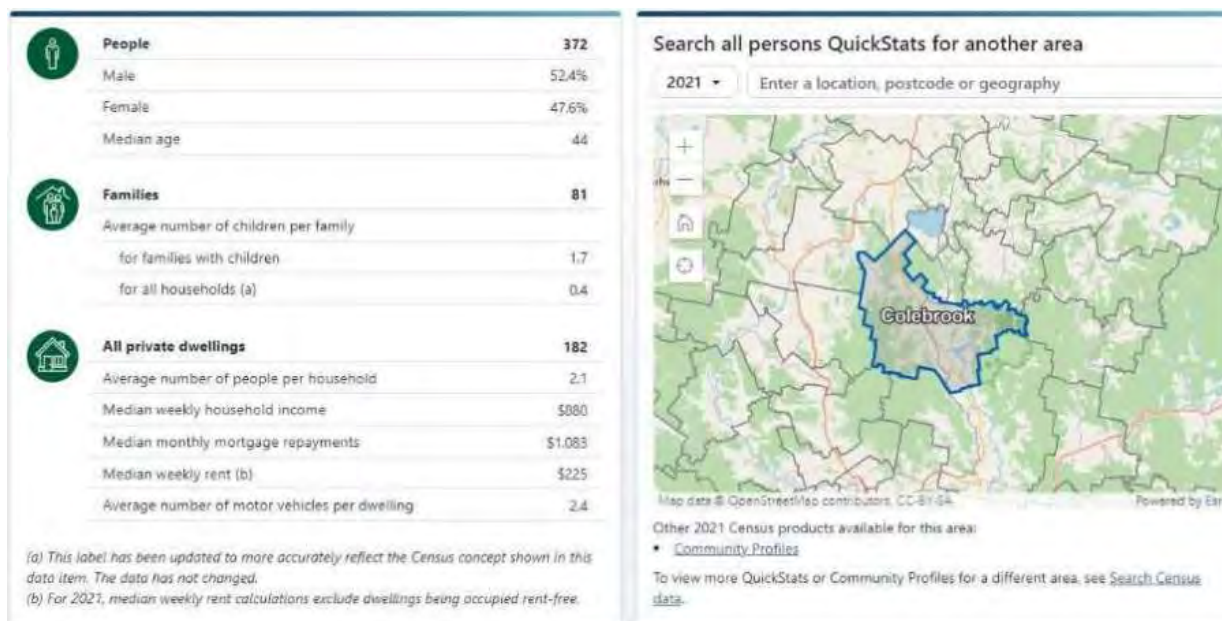 People 372
Male 52.4%
Female 47.6%
Median age 44
Families 81
Average number of children per family
for families with children 1.7
for all households (a) 0.4
All private dwellings 182
Average number of people per household 2.1
Median weekly household income $880
Median monthly mortgage repayments $1,083
Median weekly rent (b) $225
Average number of motor vehicles per dwelling 2.4
(a) This label has been updated to more accurately reflect the Census concept shown in this
data item. The data has not changed.
(b) For 2021, median weekly rent calculations exclude dwellings being occupied rent-free.
Search all persons QuickStats for another area
2021 Enter a location, postcode or geography
Colebrook
Map data © OpenStreetMap contributors, CC-BY-SA Powered by Esr
Other 2021 Census products available for this area:
• Community Profiles
To view more QuickStats or Community Profiles for a different area, see Search Census
data.